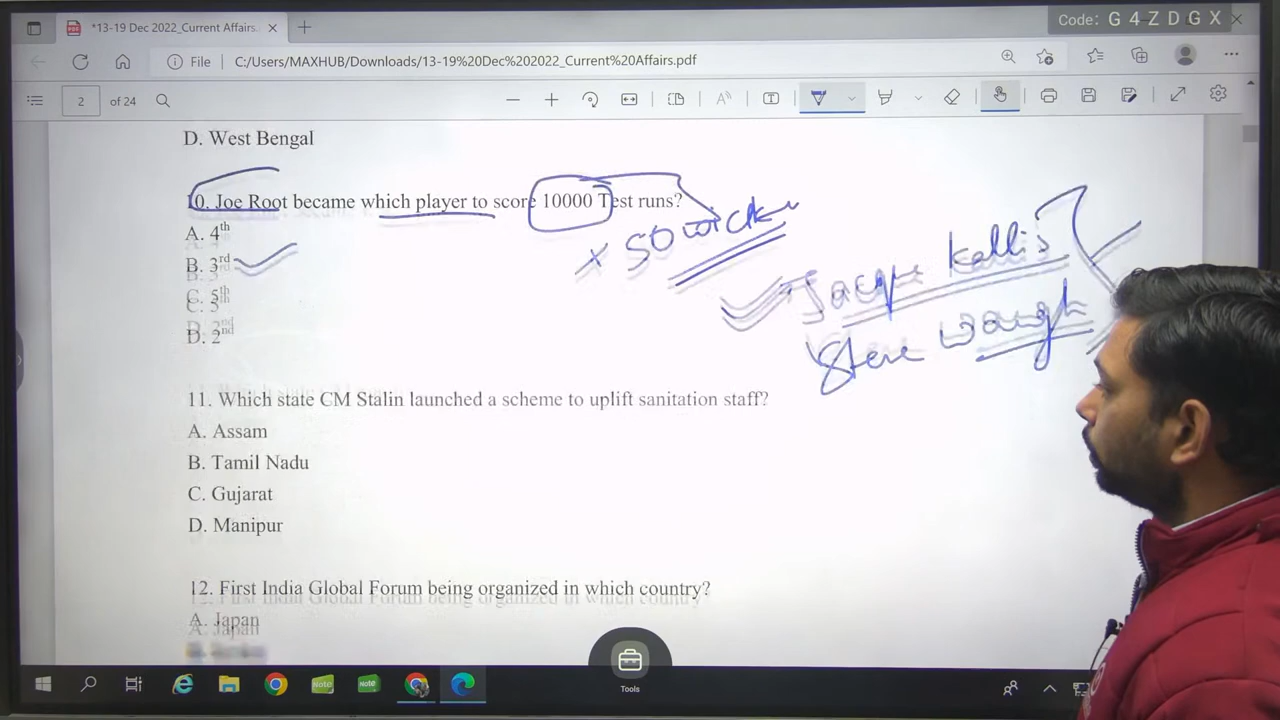 *13-19 Dec 2022_Current Affairs.
Code: G 4 - Z D G X
File C:/Users/MAXHUB/Downloads/13-19%20Dec%202022_Current%20Affairs.pdf
2 of 24
D. West Bengal
10. Joe Root became which player to score 10000 Test runs?
A. 4th
B. 3rd
C. 5th
D. 2nd
x 50 wicket
Jacque Kallis
Steve Waugh
11. Which state CM Stalin launched a scheme to uplift sanitation staff?
A. Assam
B. Tamil Nadu
C. Gujarat
D. Manipur
12. First India Global Forum being organized in which country?
A. Japan
Tools
Note
Note